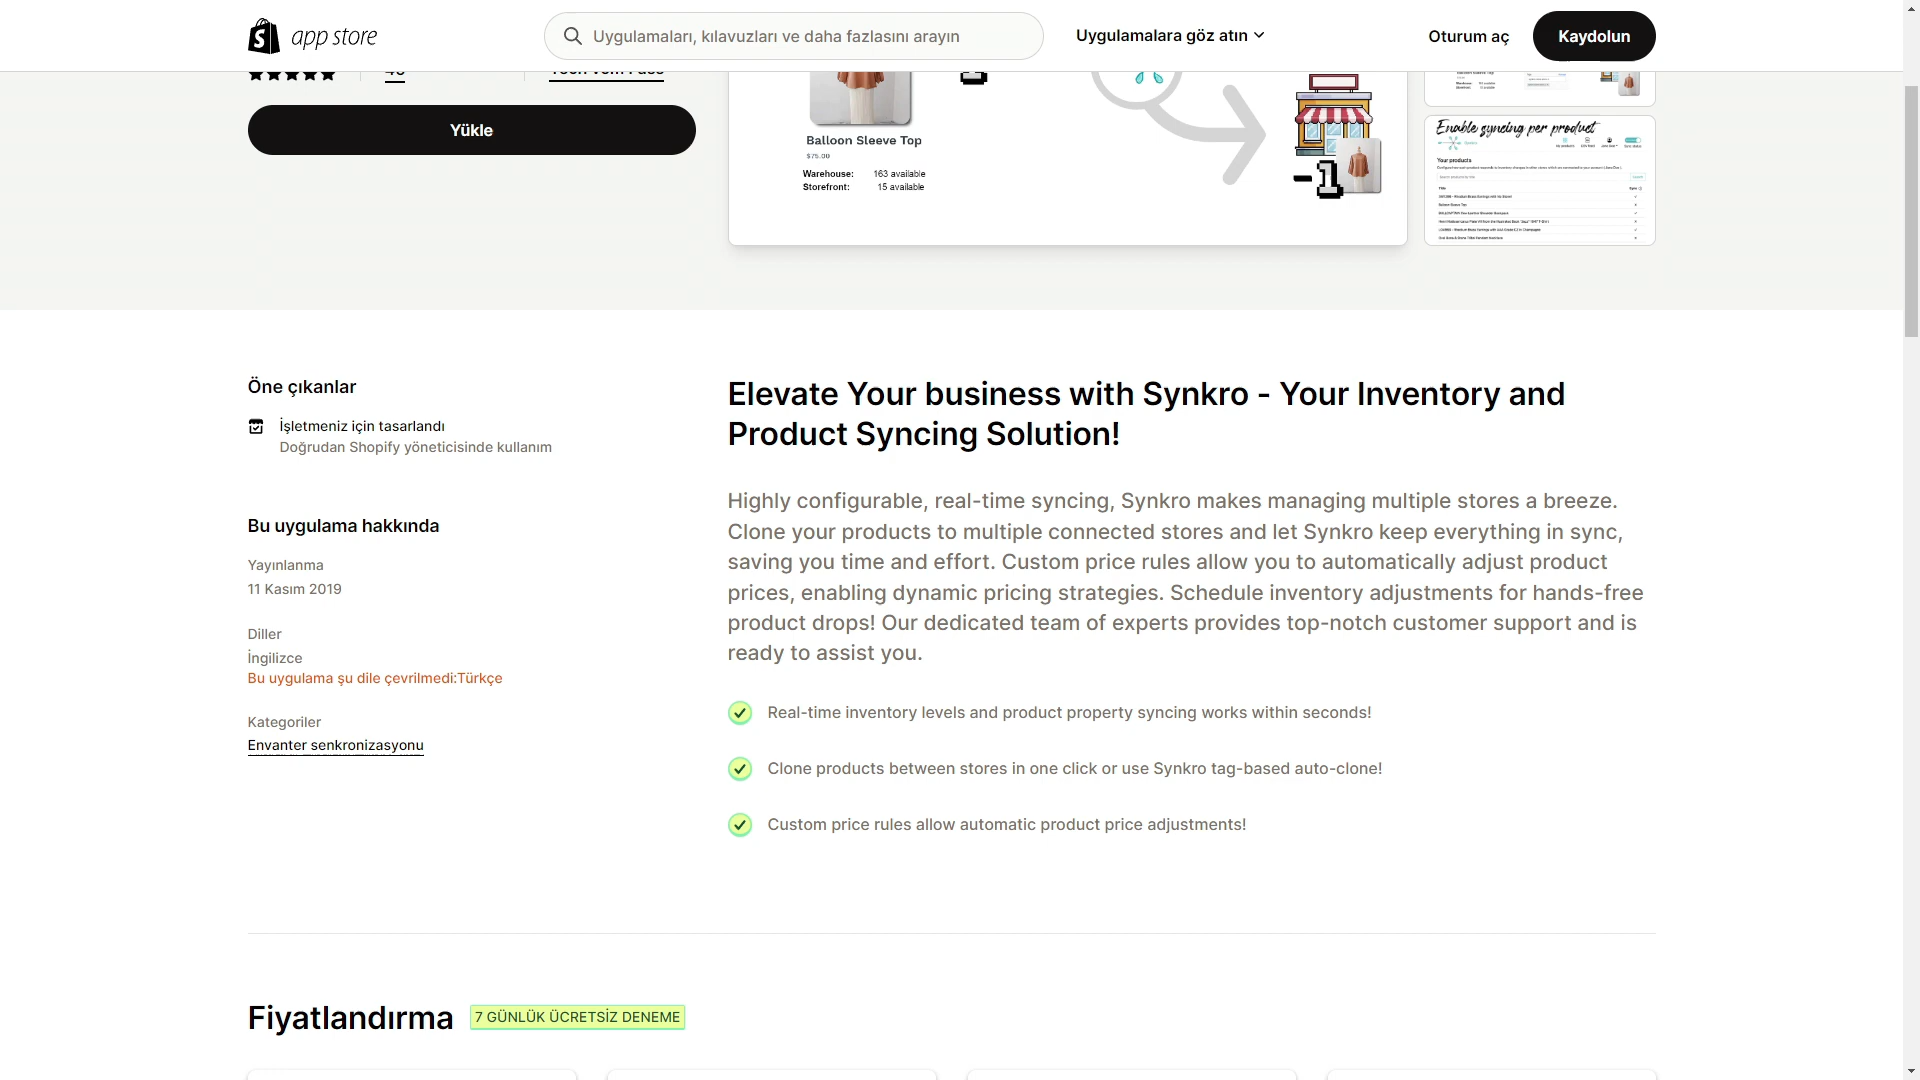 app store
Uygulamaları, kılavuzları ve daha fazlasını arayın
Uygulamalara göz atın
Oturum aç
Kaydolun
Yükle
Balloon Sleeve Top
$75.00
Warehouse: 163 available
Storefront: 15 available
-1
Enable syncing per product
Your products
Öne çıkanlar
İşletmeniz için tasarlandı
Doğrudan Shopify yöneticisinde kullanım
Bu uygulama hakkında
Yayınlanma
11 Kasım 2019
Diller
İngilizce
Bu uygulama şu dile çevrilmedi:Türkçe
Kategoriler
Envanter senkronizasyonu
Elevate Your business with Synkro - Your Inventory and
Product Syncing Solution!
Highly configurable, real-time syncing, Synkro makes managing multiple stores a breeze.
Clone your products to multiple connected stores and let Synkro keep everything in sync,
saving you time and effort. Custom price rules allow you to automatically adjust product
prices, enabling dynamic pricing strategies. Schedule inventory adjustments for hands-free
product drops! Our dedicated team of experts provides top-notch customer support and is
ready to assist you.
Real-time inventory levels and product property syncing works within seconds!
Clone products between stores in one click or use Synkro tag-based auto-clone!
Custom price rules allow automatic product price adjustments!
Fiyatlandırma
7 GÜNLÜK ÜCRETSİZ DENEME